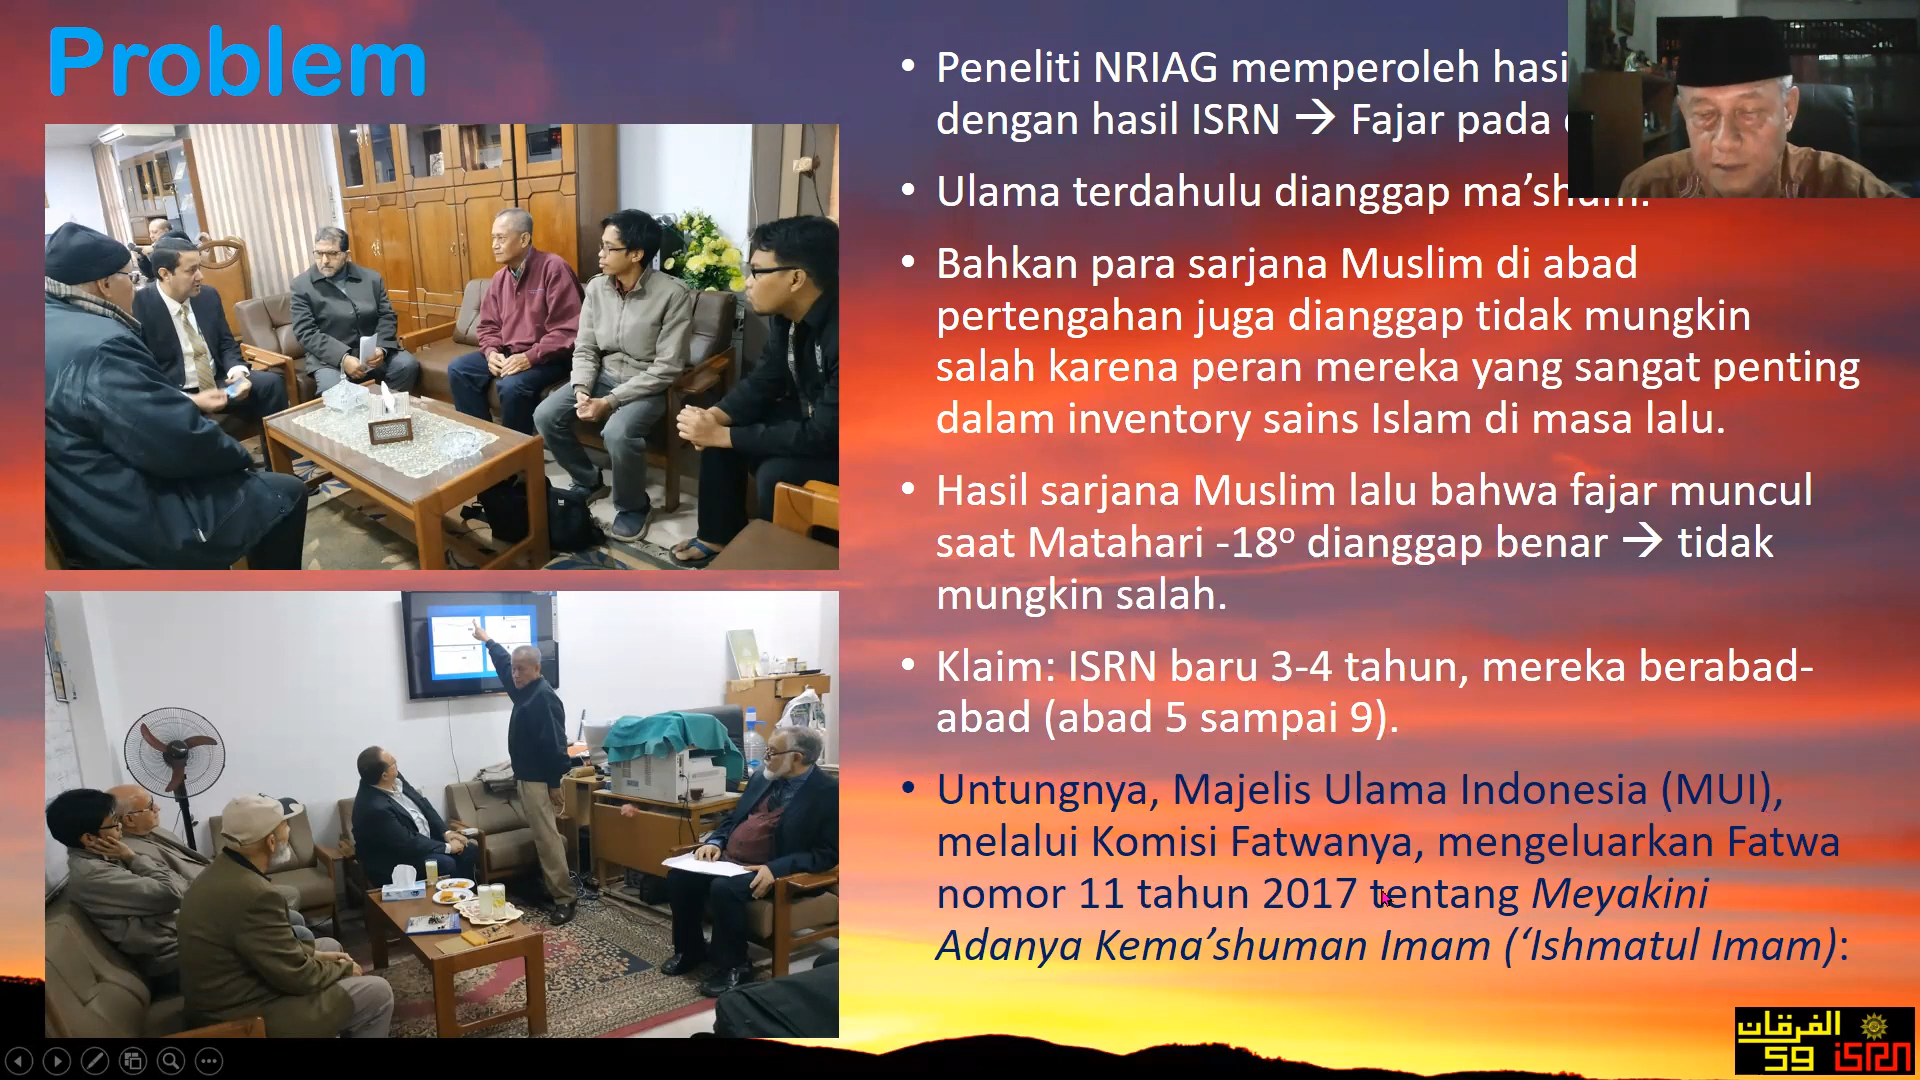 Problem
• Peneliti NRIAG memperoleh
dengan hasil ISRN → Fajar pada
• Ulama terdahulu dianggap
• Bahkan para sarjana Muslim di abad
pertengahan juga dianggap tidak mungkin
salah karena peran mereka yang sangat penting
dalam inventory sains Islam di masa lalu.
• Hasil sarjana Muslim lalu bahwa fajar muncul
saat Matahari -18° dianggap benar → tidak
mungkin salah.
• Klaim: ISRN baru 3-4 tahun, mereka berabad-
abad (abad 5 sampai 9).
• Untungnya, Majelis Ulama Indonesia (MUI),
melalui Komisi Fatwanya, mengeluarkan Fatwa
nomor 11 tahun 2017 tentang Meyakini
Adanya Kema’shuman Imam (‘Ishmatul Imam):
الفرقان
59 isrn